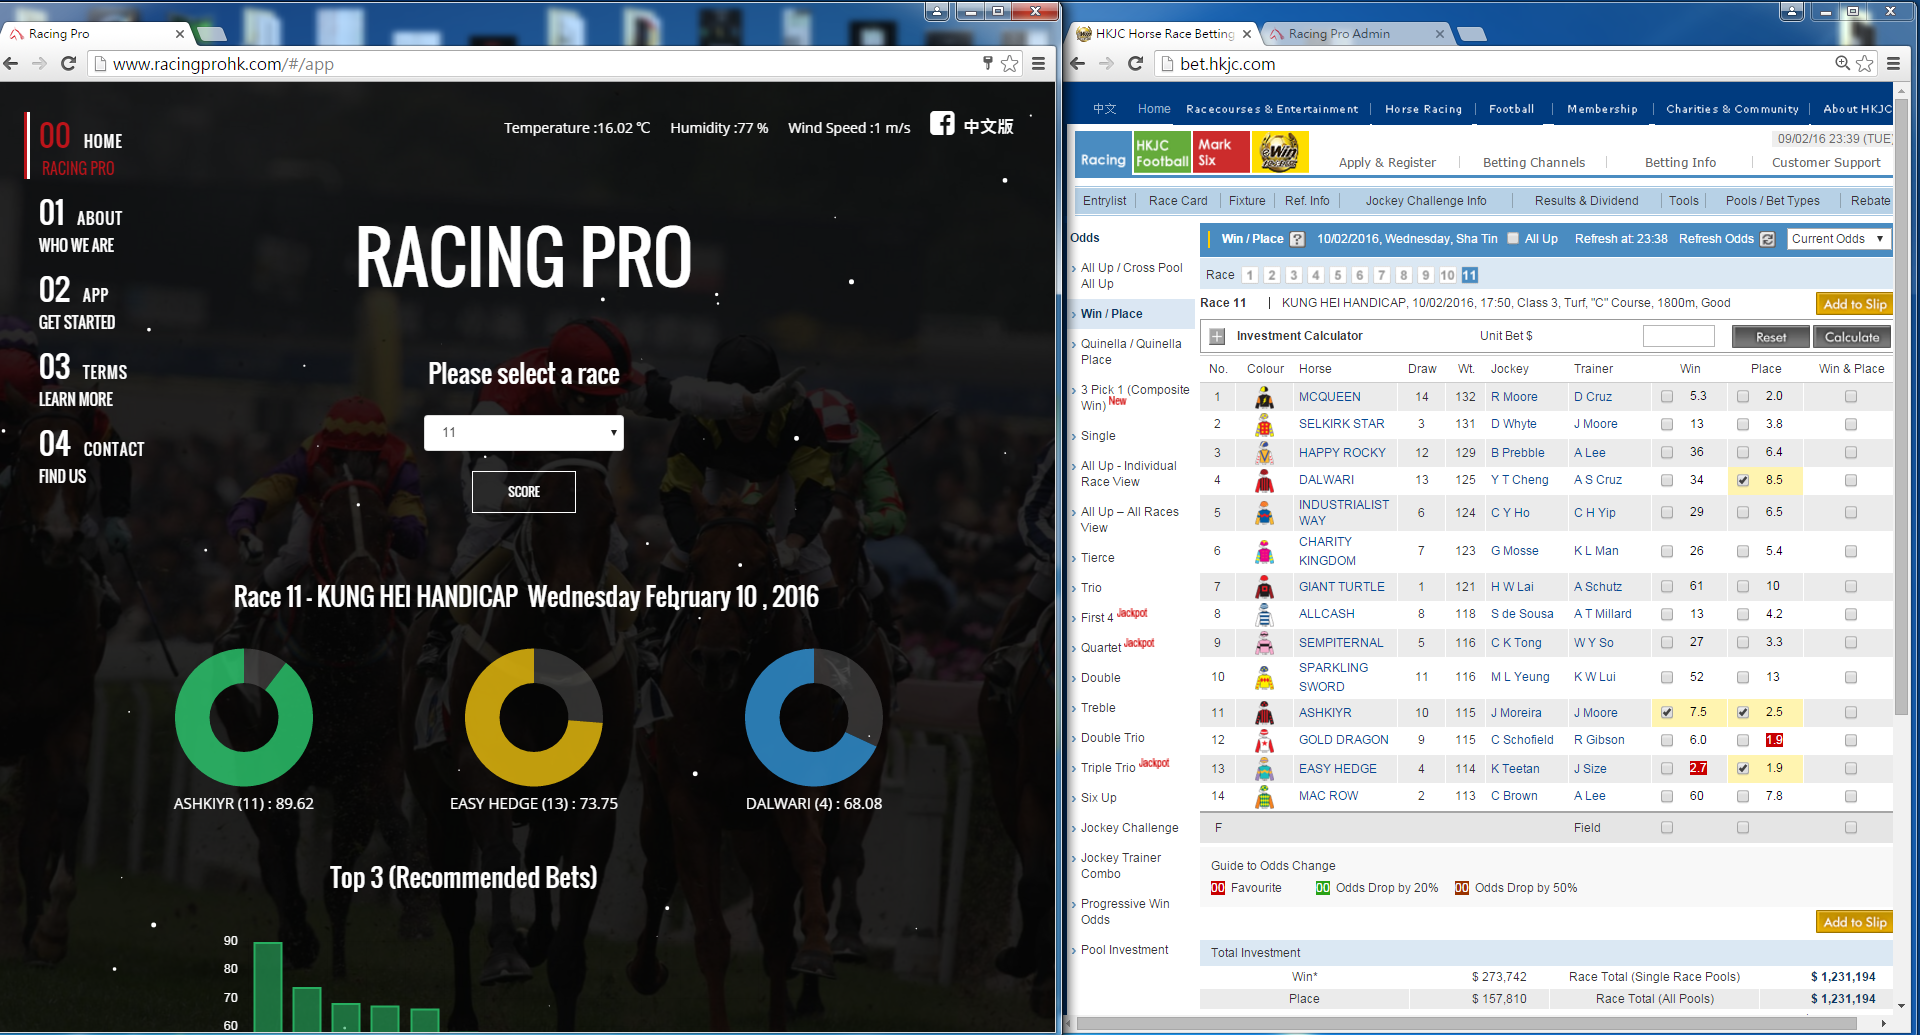 Racing Pro
www.racingprohk.com/#/app
00 HOME
RACING PRO
01 ABOUT
WHO WE ARE
02 APP
GET STARTED
03 TERMS
LEARN MORE
04 CONTACT
FIND US
Temperature :16.02 ℃ Humidity :77 % Wind Speed :1 m/s 中文版
RACING PRO
Please select a race
11
SCORE
Race 11 - KUNG HEI HANDICAP Wednesday February 10 , 2016
ASHKIYR (11) : 89.62
EASY HEDGE (13) : 73.75
DALWARI (4) : 68.08
Top 3 (Recommended Bets)
90
80
70
60
HKJC Horse Race Betting
Racing Pro Admin
bet.hkjc.com
中文 Home Racecourses & Entertainment Horse Racing Football Membership Charities & Community About HKJC
09/02/16 23:39 (TUE)
Racing
HKJC Football
Mark Six
eWin
Apply & Register Betting Channels Betting Info Customer Support
Entrylist Race Card Fixture Ref. Info Jockey Challenge Info Results & Dividend Tools Pools / Bet Types Rebate
Odds
All Up / Cross Pool
All Up
Win / Place
Quinella / Quinella
Place
3 Pick 1 (Composite
Win) New
Single
All Up - Individual
Race View
All Up – All Races
View
Tierce
Trio
First 4 Jackpot
Quartet Jackpot
Double
Treble
Double Trio
Triple Trio Jackpot
Six Up
Jockey Challenge
Jockey Trainer
Combo
Progressive Win
Odds
Pool Investment
Win / Place ? 10/02/2016, Wednesday, Sha Tin All Up Refresh at: 23:38 Refresh Odds Current Odds
Race 1 2 3 4 5 6 7 8 9 10 11
Race 11 | KUNG HEI HANDICAP, 10/02/2016, 17:50, Class 3, Turf, "C" Course, 1800m, Good Add to Slip
Investment Calculator Unit Bet $ Reset Calculate
No. Colour Horse Draw Wt. Jockey Trainer Win Place Win & Place
1 MCQUEEN 14 132 R Moore D Cruz 5.3 2.0
2 SELKIRK STAR 3 131 D Whyte J Moore 13 3.8
3 HAPPY ROCKY 12 129 B Prebble A Lee 36 6.4
4 DALWARI 13 125 Y T Cheng A S Cruz 34 8.5
5 INDUSTRIALIST WAY 6 124 C Y Ho C H Yip 29 6.5
6 CHARITY KINGDOM 7 123 G Mosse K L Man 26 5.4
7 GIANT TURTLE 1 121 H W Lai A Schutz 61 10
8 ALLCASH 8 118 S de Sousa A T Millard 13 4.2
9 SEMPITERNAL 5 116 C K Tong W Y So 27 3.3
10 SPARKLING SWORD 11 116 M L Yeung K W Lui 52 13
11 ASHKIYR 10 115 J Moreira J Moore 7.5 2.5
12 GOLD DRAGON 9 115 C Schofield R Gibson 6.0 1.9
13 EASY HEDGE 4 114 K Teetan J Size 2.7 1.9
14 MAC ROW 2 113 C Brown A Lee 60 7.8
F Field
Guide to Odds Change
00 Favourite 00 Odds Drop by 20% 00 Odds Drop by 50%
Add to Slip
Total Investment
Win* $ 273,742 Race Total (Single Race Pools) $ 1,231,194
Place $ 157,810 Race Total (All Pools) $ 1,231,194